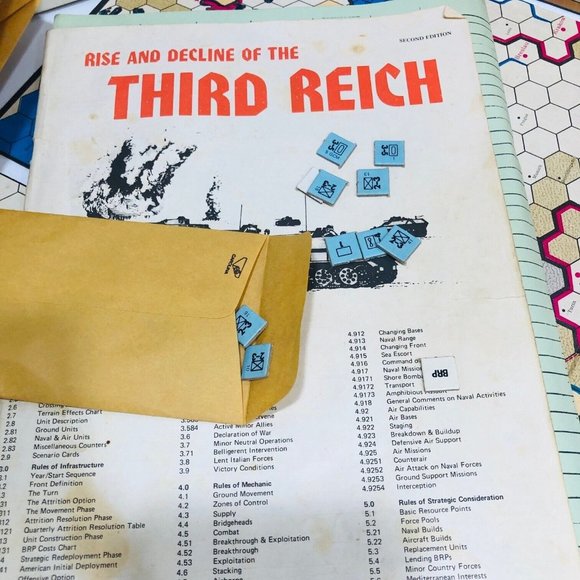 SECOND EDITION
RISE AND DECLINE OF THE
THIRD REICH
BRP
2.7 Terrain Effects Chart
2.8 Unit Description
2.81 Ground Units
2.82 Naval & Air Units
2.83 Miscellaneous Counters
2.9 Scenario Cards
3.0 Rules of Infrastructure
3.1 Year/Start Sequence
3.2 Front Definition
The Turn
The Attrition Option
The Movement Phase
Attrition Resolution Phase
Quarterly Attrition Resolution Table
Unit Construction Phase
BRP Costs Chart
Strategic Redeployment Phase
Initial German Deployment
Offensive Option
3.584
Active Minor Allies
3.6 Declaration of War
3.7 Minor Neutral Operations
3.71 Belligerent Intervention
3.8 Lent Italian Forces
3.9 Victory Conditions
4.0 Rules of Mechanic
4.1 Ground Movement
4.2 Zones of Control
4.3 Supply
4.4 Bridgeheads
4.5 Combat
4.51 Breakthrough & Exploitation
4.52 Breakthrough
4.53 Exploitation
4.6 Stacking
4.912 Changing Bases
4.913 Naval Range
4.914 Changing Front
4.915 Sea Escort
4.916
4.917 Naval Missions
4.9171
4.9172 Transport
4.9173
4.918 General Comments on Naval Activities
4.92 Air Capabilities
4.921 Air Bases
4.922 Staging
4.923 Breakdown & Buildup
4.924 Defensive Air Support
4.925 Air Missions
4.9251 Counterair
4.9252 Air Attack on Naval Forces
4.9253 Ground Support Missions
4.9254 Interception
5.0 Rules of Strategic Consideration
5.1 Basic Resource Points
5.2 Force Pools
5.21 Naval Builds
5.22 Aircraft Builds
5.23 Replacement Units
5.4 Lending BRPs
Minor Country Forces
Mediterranean Interest